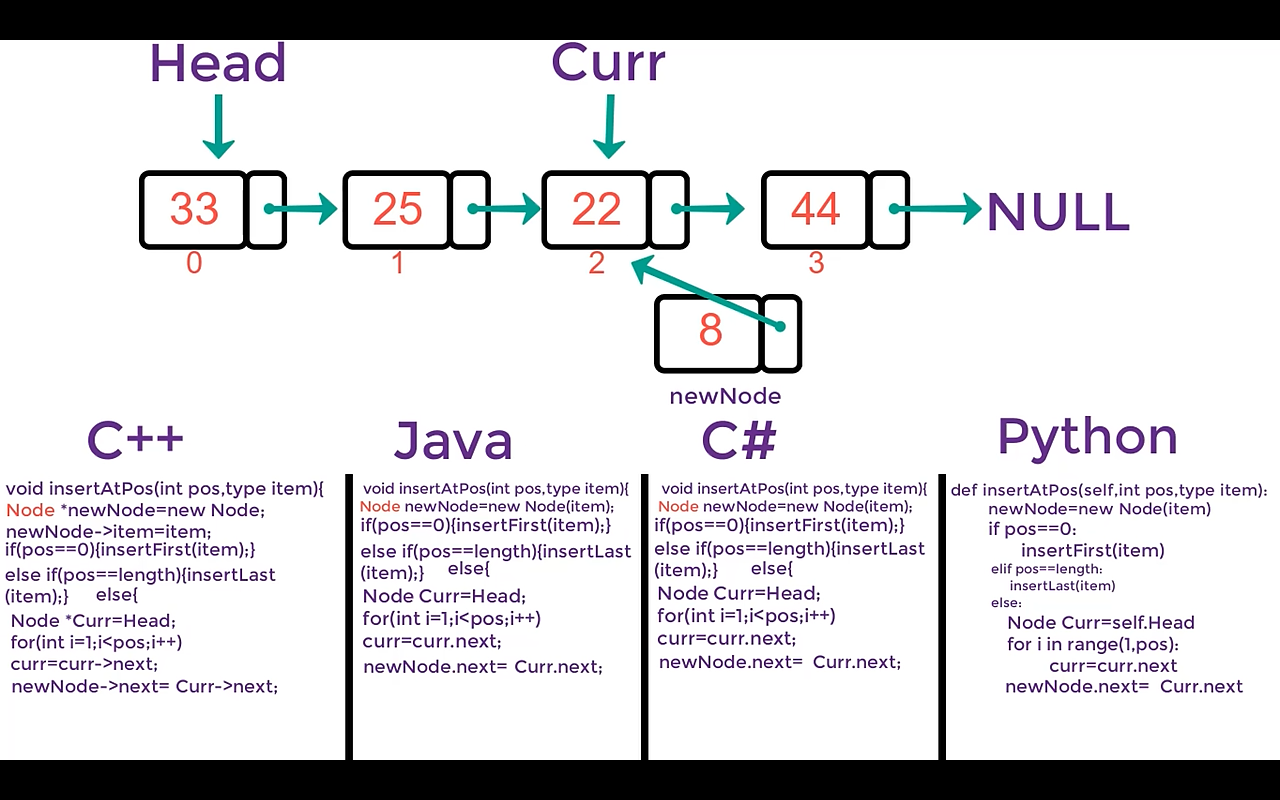 Head Curr
33 25 22 44 NULL
0 1 2 3
8
newNode
C++
void insertAtPos(int pos,type item){
Node *newNode=new Node;
newNode->item=item;
if(pos==0){insertFirst(item);}
else if(pos==length){insertLast
(item);} else{
Node *Curr=Head;
for(int i=1;i<pos;i++)
curr=curr->next;
newNode->next= Curr->next;
Java
void insertAtPos(int pos,type item){
Node newNode=new Node(item);
if(pos==0){insertFirst(item);}
else if(pos==length){insertLast
(item);} else{
Node Curr=Head;
for(int i=1;i<pos;i++)
curr=curr.next;
newNode.next= Curr.next;
C#
void insertAtPos(int pos,type item){
Node newNode=new Node(item);
if(pos==0){insertFirst(item);}
else if(pos==length){insertLast
(item);} else{
Node Curr=Head;
for(int i=1;i<pos;i++)
curr=curr.next;
newNode.next= Curr.next;
Python
def insertAtPos(self,int pos,type item):
newNode=new Node(item)
if pos==0:
insertFirst(item)
elif pos==length:
insertLast(item)
else:
Node Curr=self.Head
for i in range(1,pos):
curr=curr.next
newNode.next= Curr.next